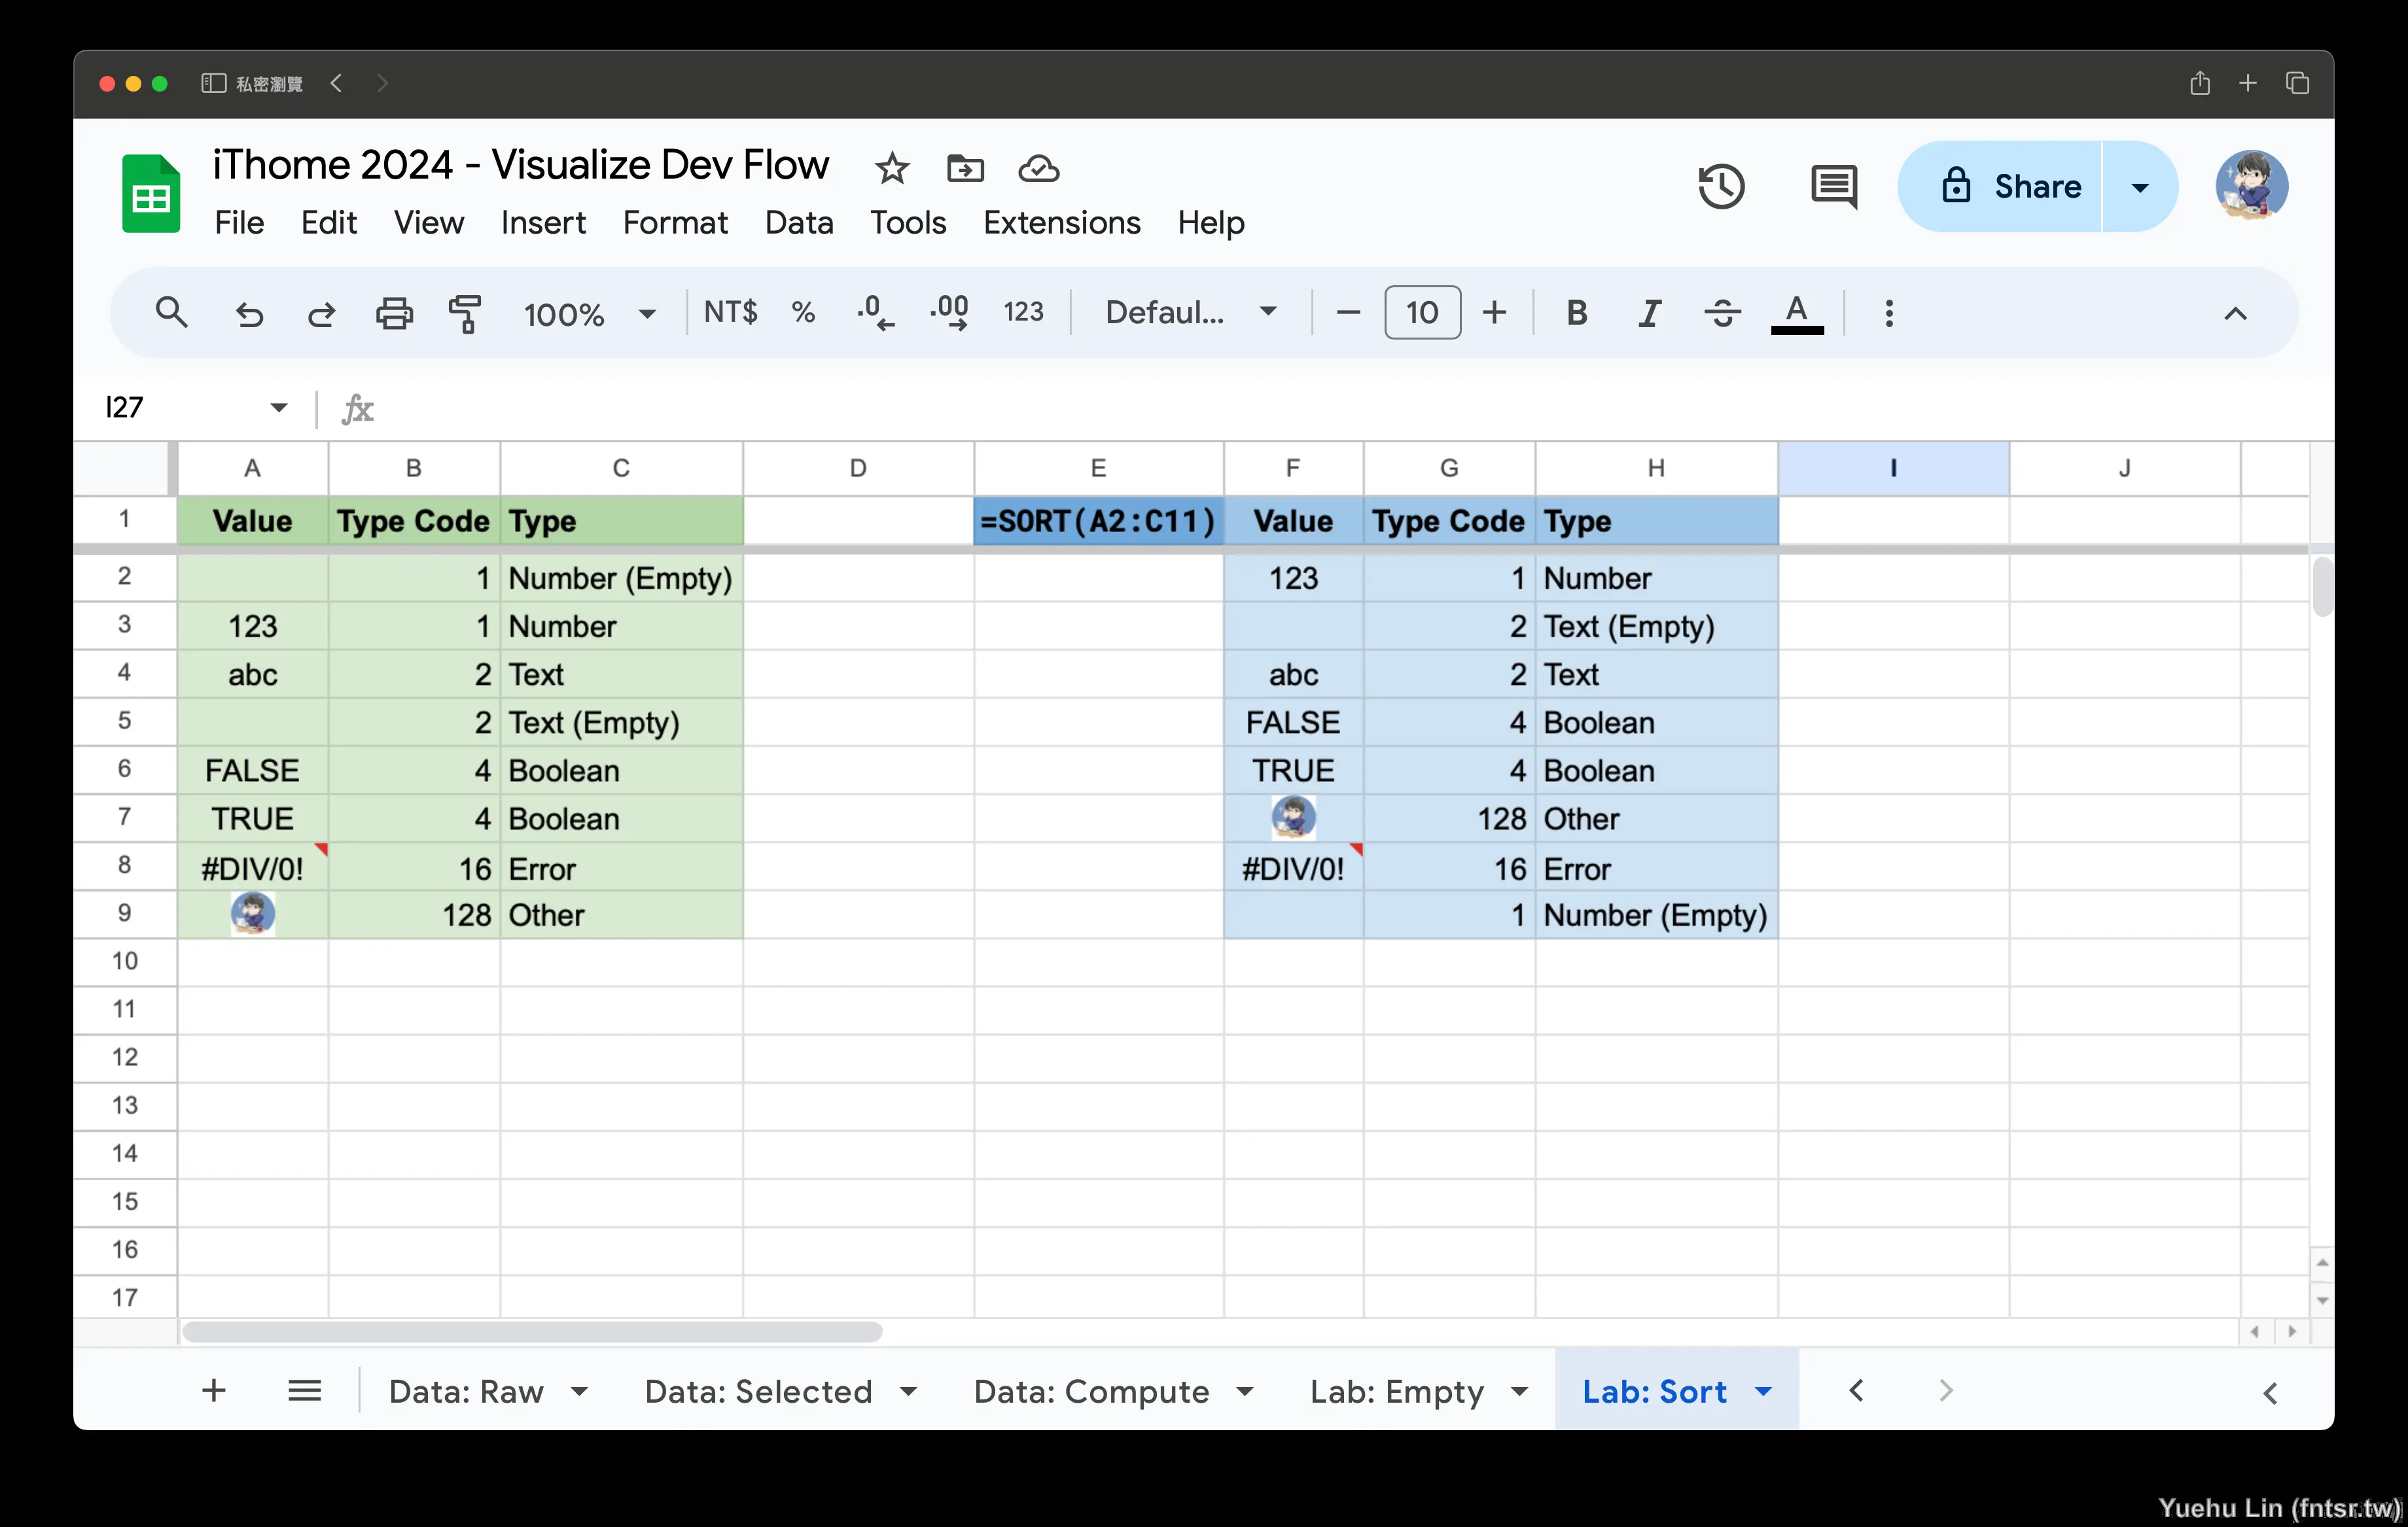 私密瀏覽
iThome 2024 - Visualize Dev Flow
File Edit View Insert Format Data Tools Extensions Help
Share
100% NT$ % .0 .00 123 Defaul... 10 B I S A
I27 fx
A B C D E F G H I J
1 Value Type Code Type =SORT(A2:C11) Value Type Code Type
2 1 Number (Empty) 123 1 Number
3 123 1 Number 2 Text (Empty)
4 abc 2 Text abc 2 Text
5 2 Text (Empty) FALSE 4 Boolean
6 FALSE 4 Boolean TRUE 4 Boolean
7 TRUE 4 Boolean 128 Other
8 #DIV/0! 16 Error #DIV/0! 16 Error
9 128 Other 1 Number (Empty)
10
11
12
13
14
15
16
17
Data: Raw Data: Selected Data: Compute Lab: Empty Lab: Sort
Yuehu Lin (fntsr.tw)